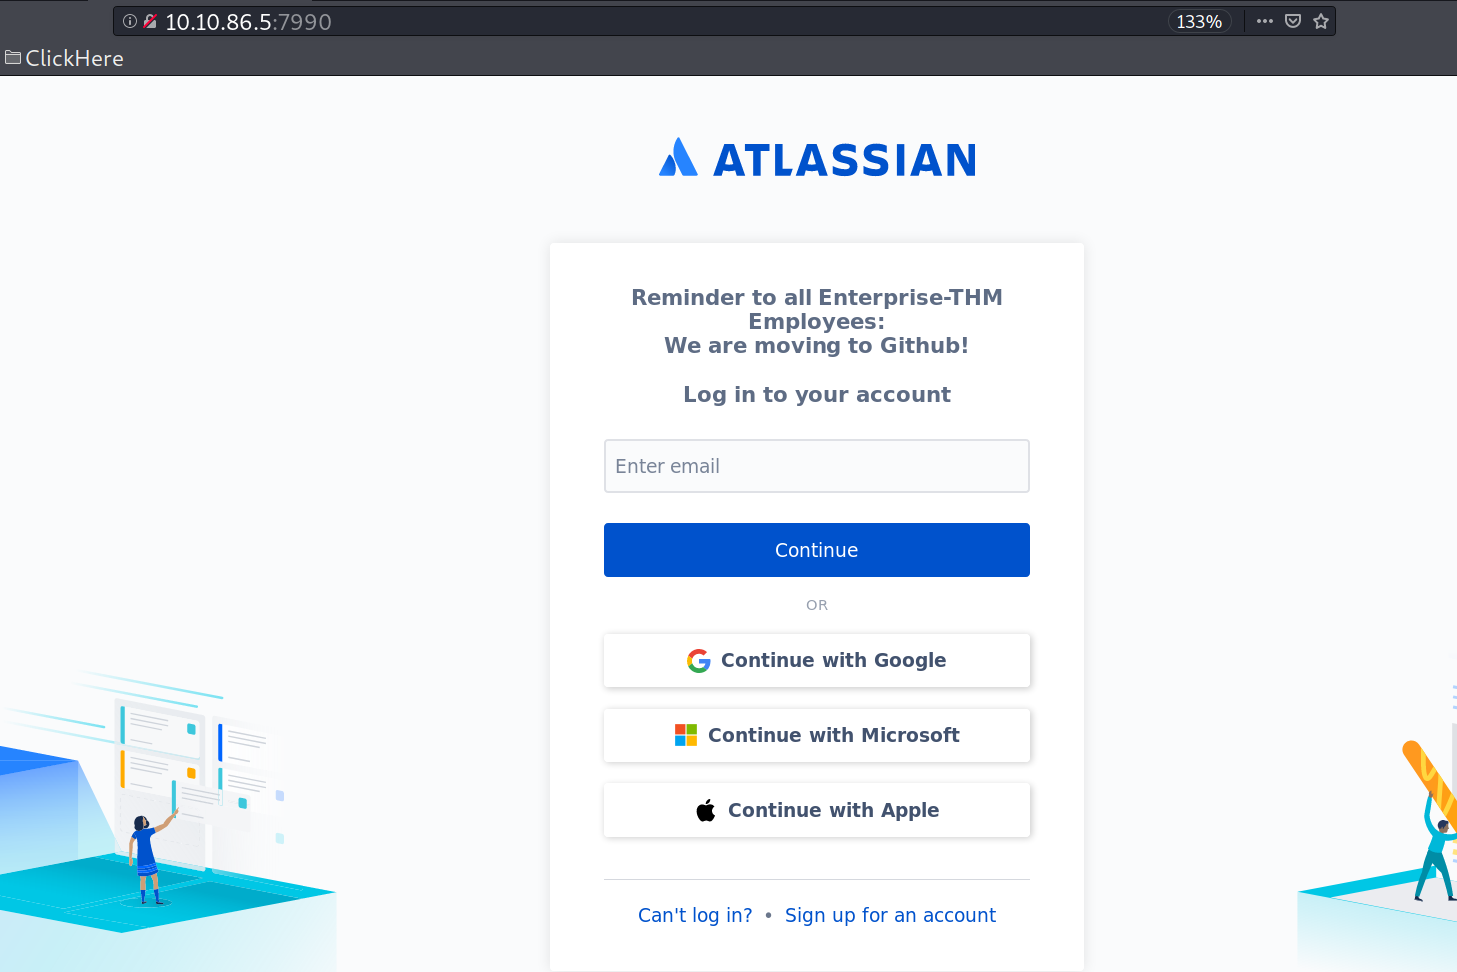 10.10.86.5:7990
133%
ClickHere
ATLASSIAN
Reminder to all Enterprise-THM
Employees:
We are moving to Github!
Log in to your account
Enter email
Continue
OR
Continue with Google
Continue with Microsoft
Continue with Apple
Can't log in? • Sign up for an account